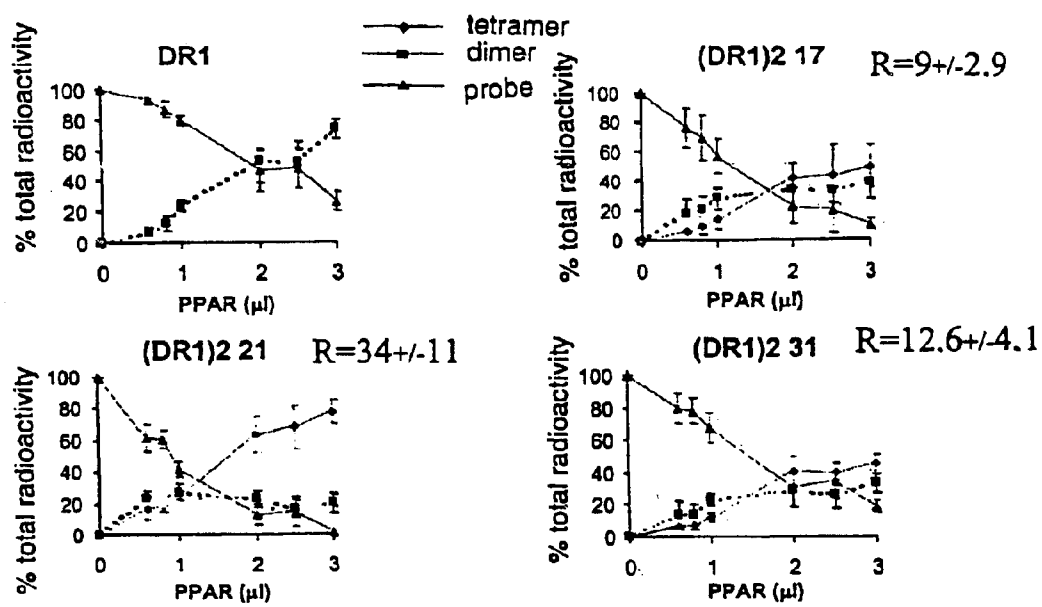 tetramer
dimer
probe
DR1
% total radioactivity
100
80
60
40
20
0
0 1 2 3
PPAR (µl)
(DR1)2 17 R=9+/-2.9
% total radioactivity
100
80
60
40
20
0
0 1 2 3
PPAR (µl)
(DR1)2 21 R=34+/-11
% total radioactivity
100
80
60
40
20
0
0 1 2 3
PPAR (µl)
(DR1)2 31 R=12.6+/-4.1
% total radioactivity
100
80
60
40
20
0
0 1 2 3
PPAR (µl)